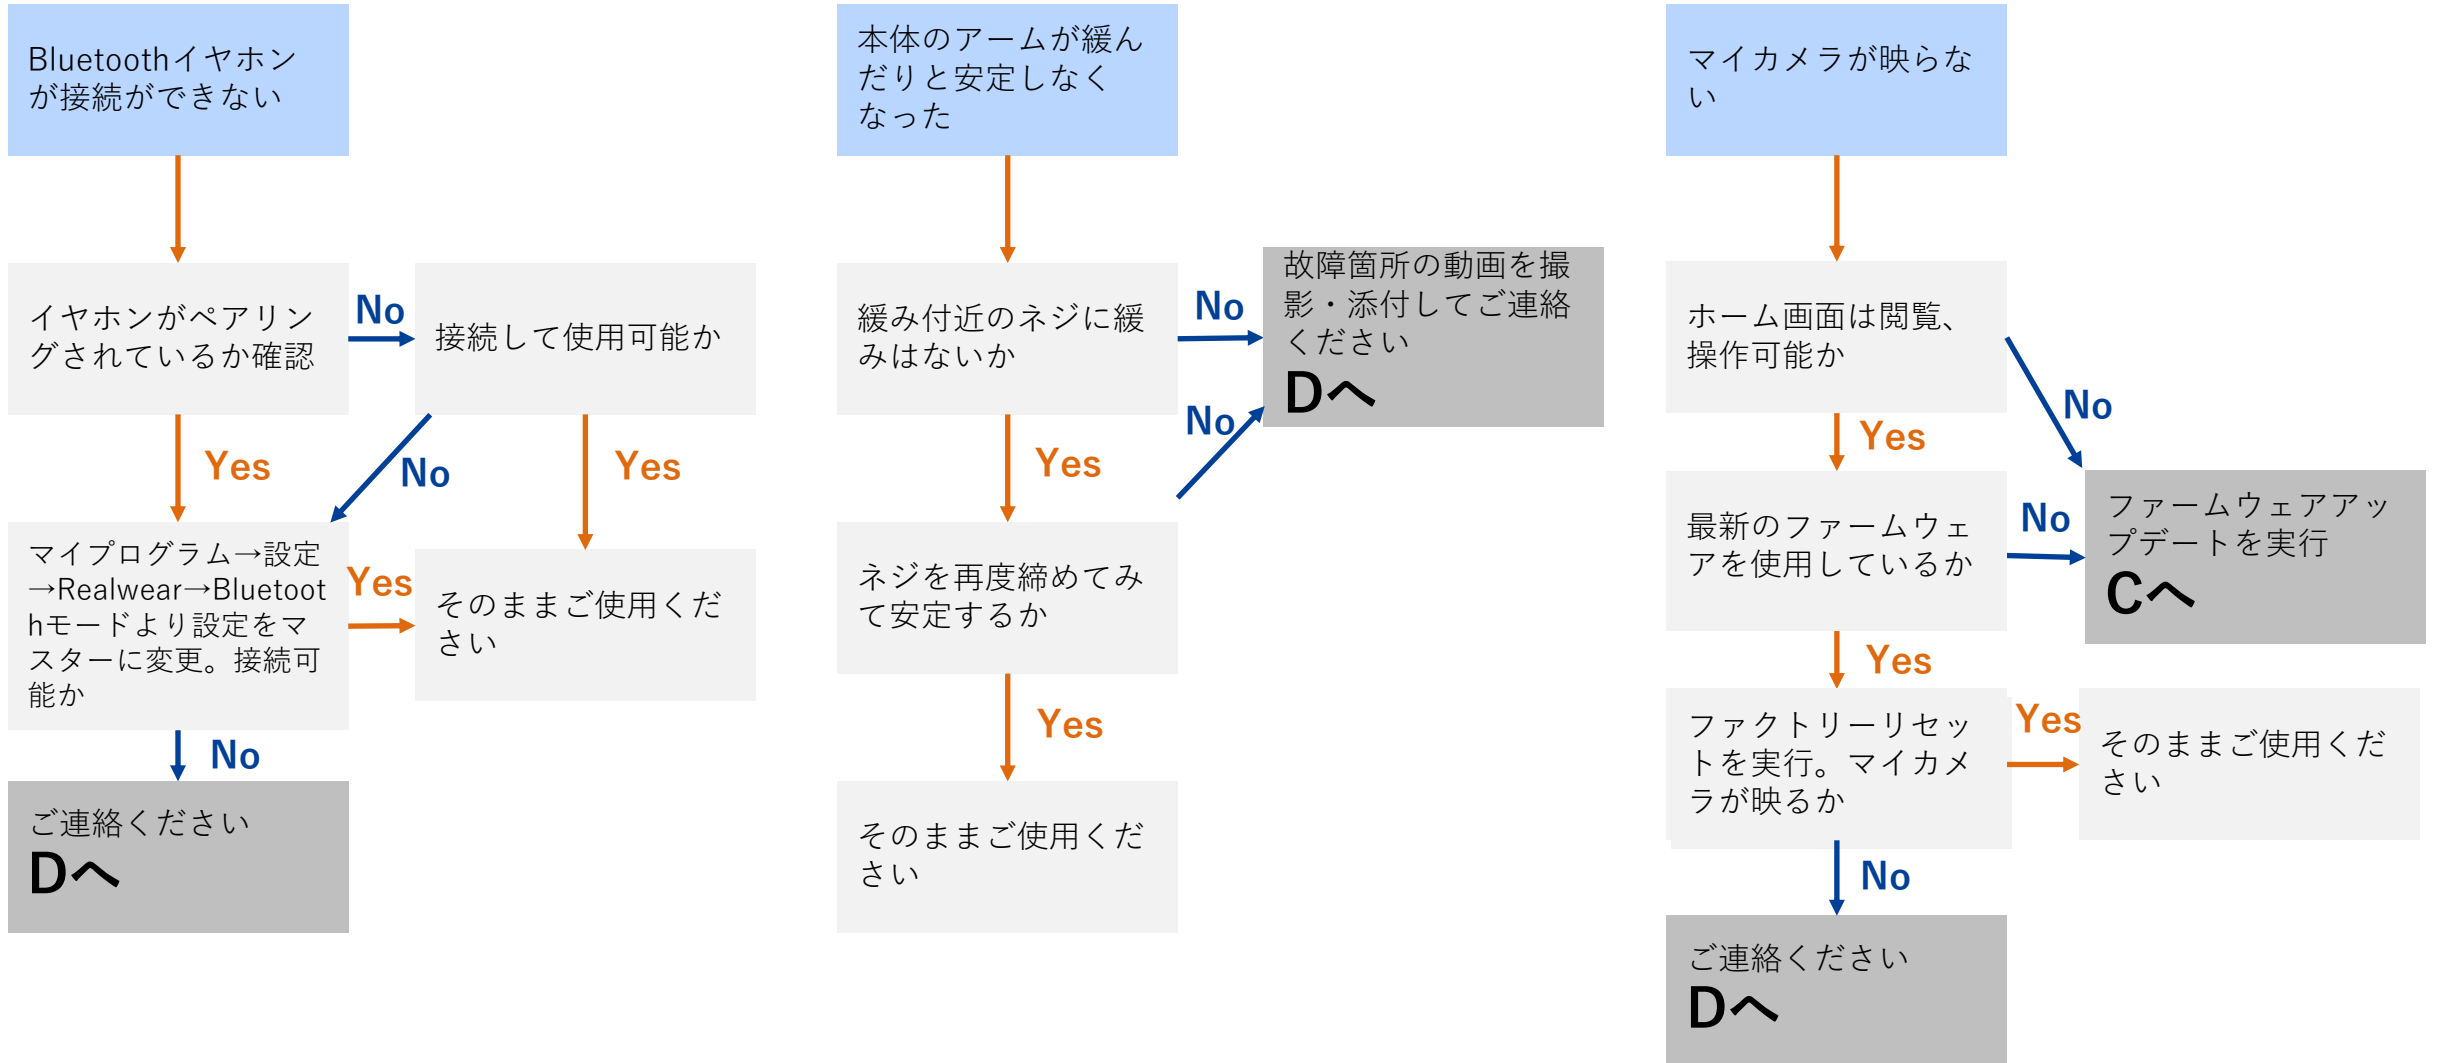 Bluetoothイヤホン
が接続ができない
イヤホンがペアリン
グされているか確認
No
接続して使用可能か
Yes
No
Yes
マイプログラム→設定
→Realwear→Bluetoot
hモードより設定をマ
スターに変更。接続可
能か
Yes
そのままご使用くだ
さい
No
ご連絡ください
Dへ
本体のアームが緩ん
だりと安定しなく
なった
緩み付近のネジに緩
みはないか
No
故障箇所の動画を撮
影・添付してご連絡
ください
Dへ
Yes
No
ネジを再度締めてみ
て安定するか
Yes
そのままご使用くだ
さい
マイカメラが映らな
い
ホーム画面は閲覧、
操作可能か
No
Yes
最新のファームウェ
アを使用しているか
No
ファームウェアアッ
プデートを実行
Cへ
Yes
ファクトリーリセッ
トを実行。マイカメ
ラが映るか
Yes
そのままご使用くだ
さい
No
ご連絡ください
Dへ